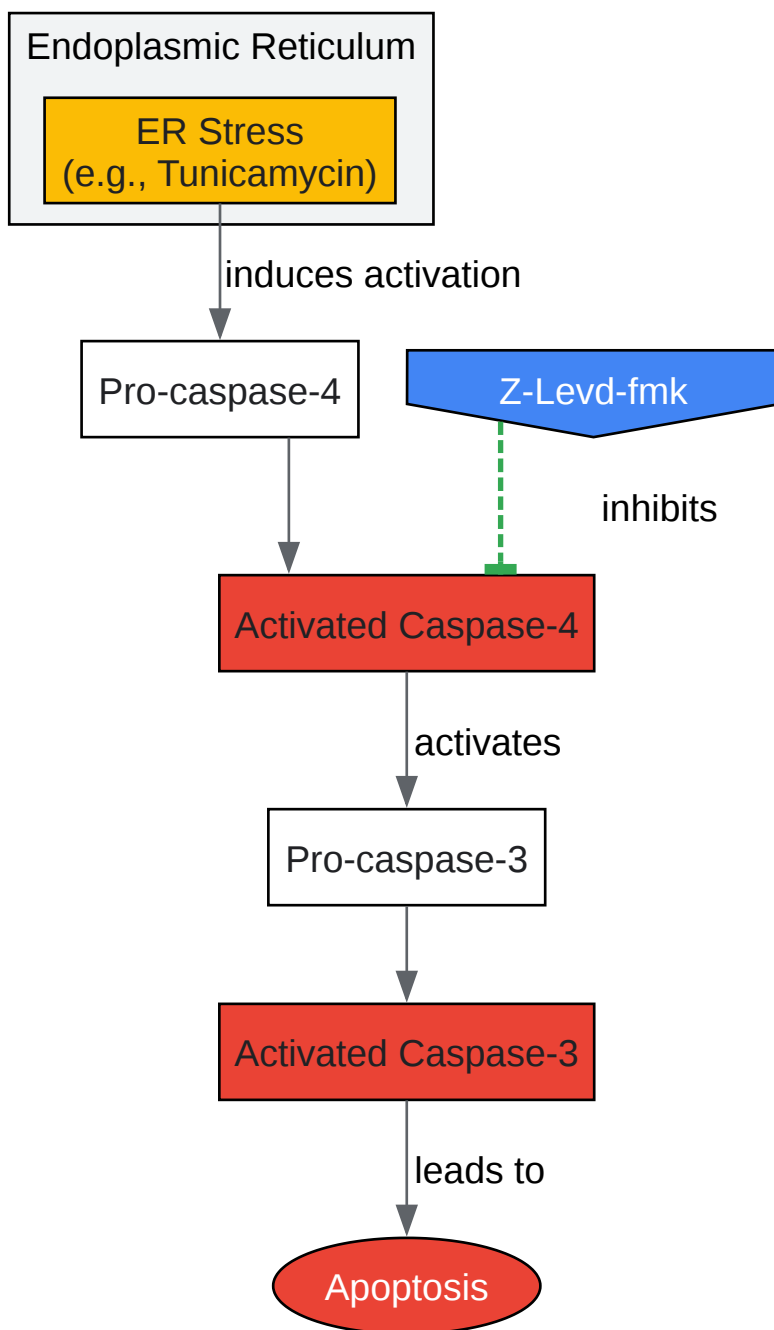 Endoplasmic Reticulum
ER Stress
(e.g., Tunicamycin)
induces activation
Pro-caspase-4
Z-Levd-fmk
inhibits
Activated Caspase-4
activates
Pro-caspase-3
Activated Caspase-3
leads to
Apoptosis